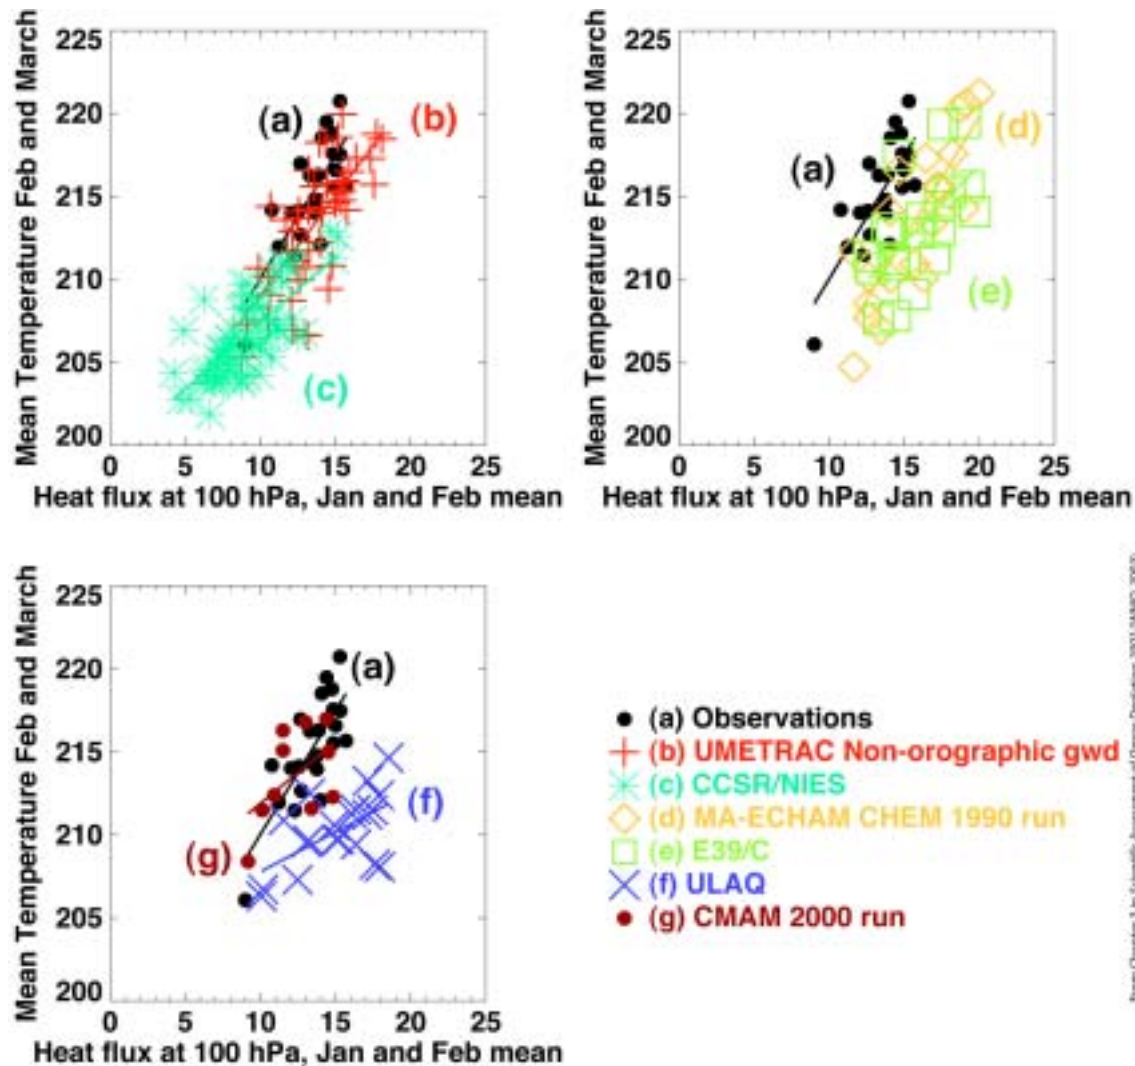 Mean Temperature Feb and March
225
220
215
210
205
200
(a)
(b)
(c)
0 5 10 15 20 25
Heat flux at 100 hPa, Jan and Feb mean
Mean Temperature Feb and March
225
220
215
210
205
200
(a)
(d)
(e)
0 5 10 15 20 25
Heat flux at 100 hPa, Jan and Feb mean
Mean Temperature Feb and March
225
220
215
210
205
200
(a)
(f)
(g)
0 5 10 15 20 25
Heat flux at 100 hPa, Jan and Feb mean
(a) Observations
(b) UMETRAC Non-orographic gwd
(c) CCSR/NIES
(d) MA-ECHAM CHEM 1990 run
(e) E39/C
(f) ULAQ
(g) CMAM 2000 run